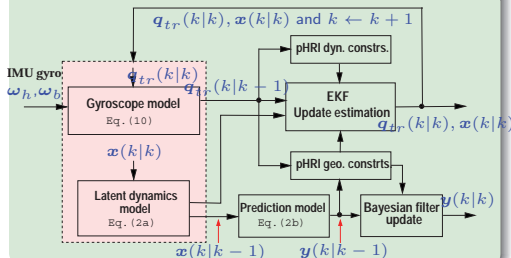 q_tr(k|k), x(k|k) and k ← k + 1
pHRI dyn. constrs.
IMU gyro
ω_h, ω_b
q_tr(k|k)
q_tr(k|k − 1)
Gyroscope model
Eq.(10)
EKF
Update estimation
q_tr(k|k), x(k|k)
x(k|k)
pHRI geo. constrts
Latent dynamics
model
Eq.(2a)
Prediction model
Eq.(2b)
Bayesian filter
update
y(k|k)
x(k|k − 1)
y(k|k − 1)